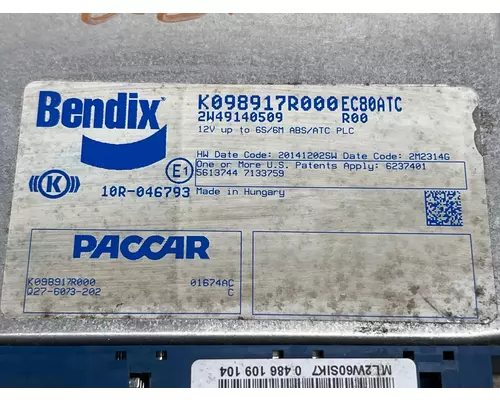 Bendix
K098917R000 EC80ATC
2W49140509 R00
12V up to 6S/6M ABS/ATC PLC
HW Date Code: 20141202SW Date Code: 2M2314G
One or More U.S. Patents Apply: 6237401
5613744 7133759
Made in Hungary
E1
K
10R-046793
PACCAR
K098917R000 01674AC
Q27-6073-202 C
ML2W60SIK7 0 486 109 104